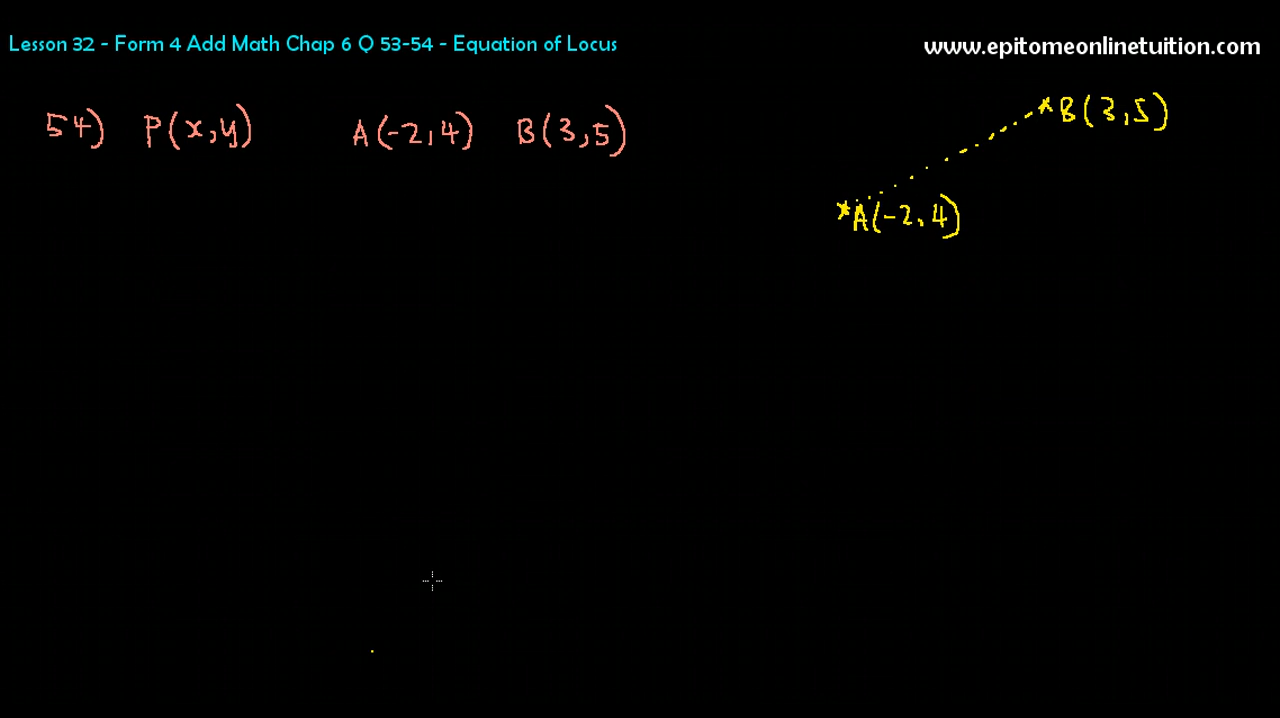 Lesson 32 - Form 4 Add Math Chap 6 Q 53-54 - Equation of Locus
www.epitomeonlinetuition.com
54) P(x,y) A(-2,4) B(3,5)
*B(3,5)
*A(-2,4)